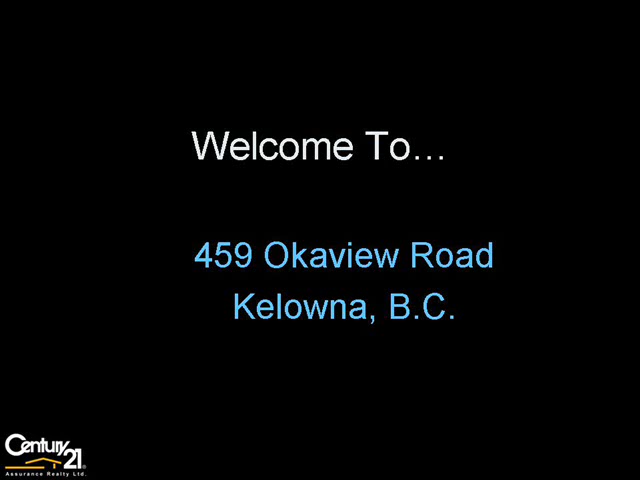 Welcome To...
459 Okaview Road
Kelowna, B.C.
Century 21
Assurance Realty Ltd.